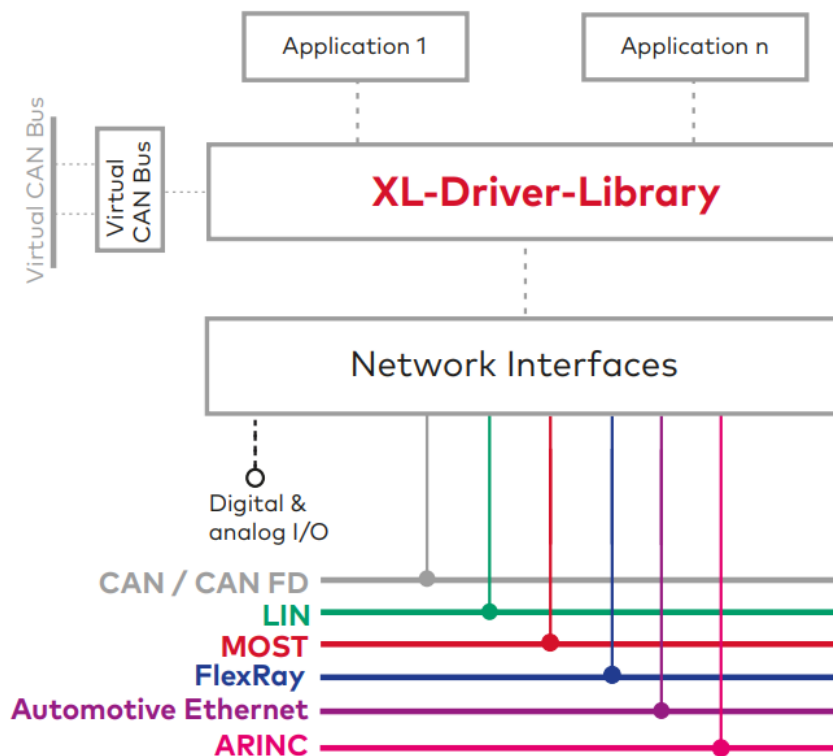 Application 1
Application n
Virtual CAN Bus
Virtual
CAN Bus
XL-Driver-Library
Network Interfaces
Digital &
analog I/O
CAN / CAN FD
LIN
MOST
FlexRay
Automotive Ethernet
ARINC